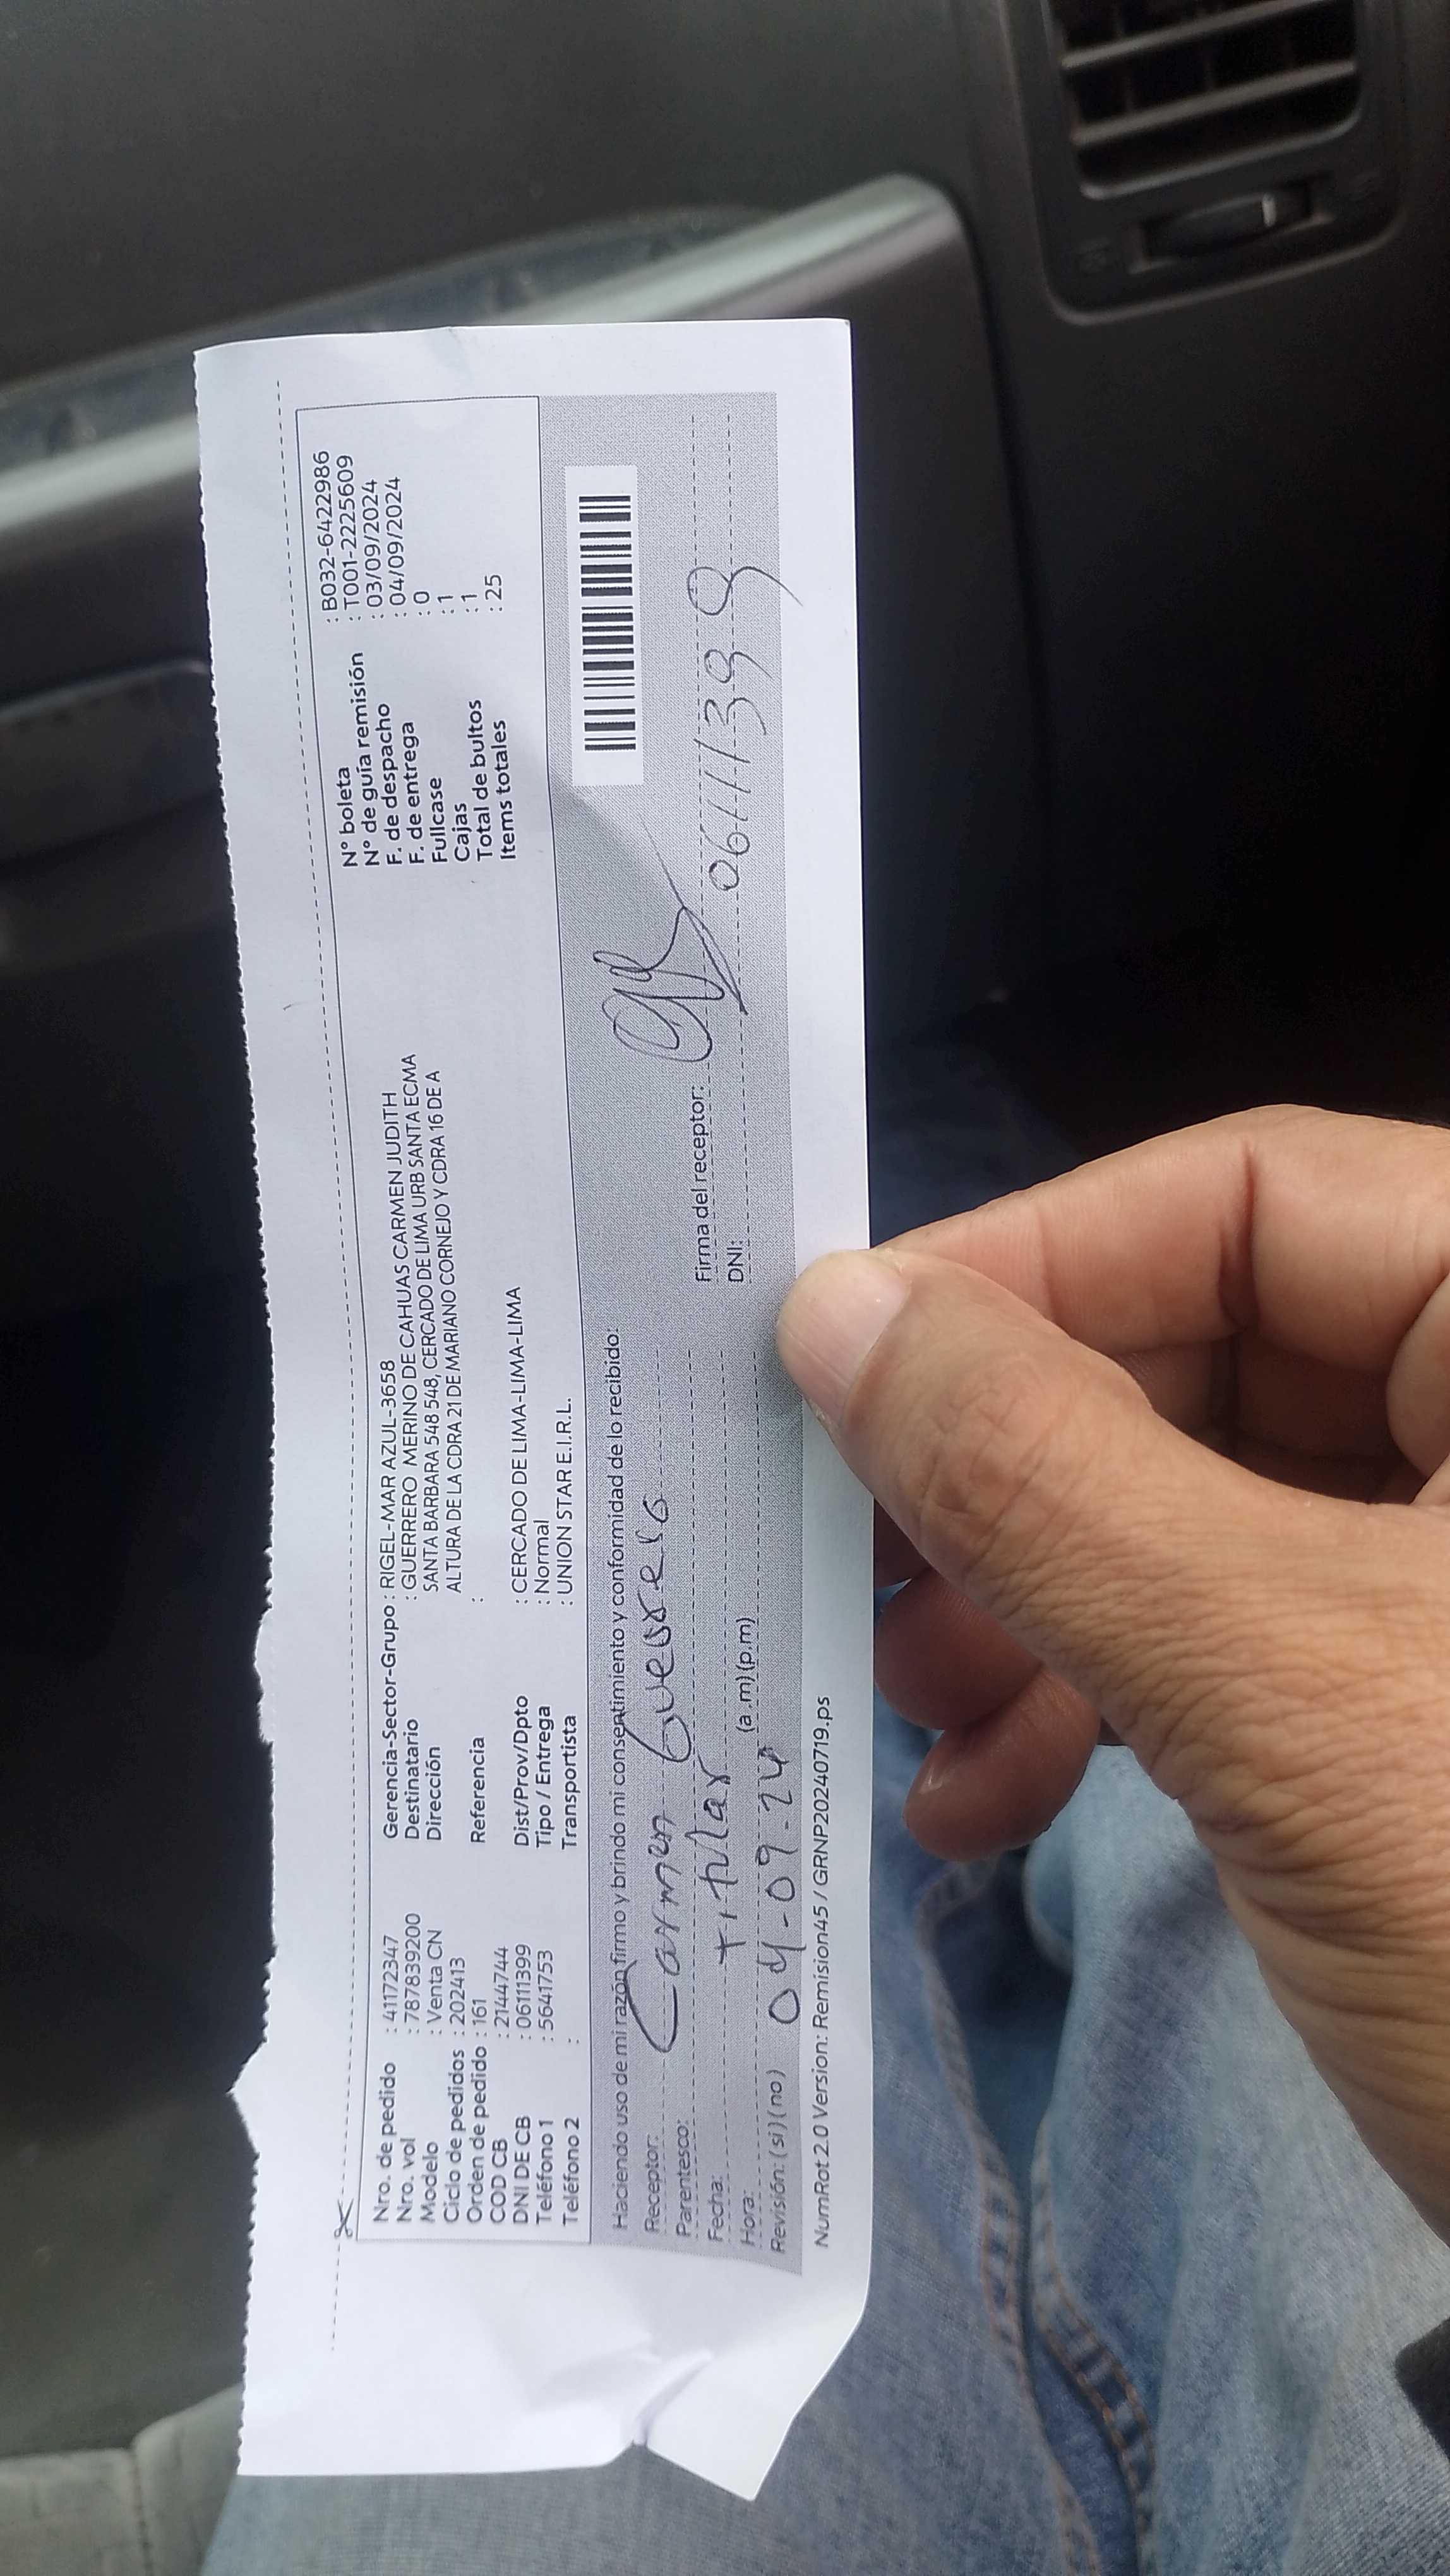 Nro. de pedido : 41172347
Nro. vol : 787839200
Modelo : Venta CN
Ciclo de pedidos : 202413
Orden de pedido : 161
COD CB : 2144744
DNI DE CB : 06111399
Teléfono 1 : 5641753
Teléfono 2 :
Gerencia-Sector-Grupo : RIGEL-MAR AZUL-3658
Destinatario : GUERRERO MERINO DE CAHUAS CARMEN JUDITH
Dirección SANTA BARBARA 548 548, CERCADO DE LIMA URB SANTA ECMA
ALTURA DE LA CDRA 21 DE MARIANO CORNEJO Y CDRA 16 DE A
Referencia :
Dist/Prov/Dpto : CERCADO DE LIMA-LIMA-LIMA
Tipo / Entrega : Normal
Transportista : UNION STAR E.I.R.L.
N° boleta : B032-6422986
N° de guía remisión : T001-2225609
F. de despacho : 03/09/2024
F. de entrega : 04/09/2024
Fullcase : 0
Cajas : 1
Total de bultos : 1
Items totales : 25
Haciendo uso de mi razón firmo y brindo mi consentimiento y conformidad de lo recibido:
Receptor: Carmen Guerrero
Parentesco: titular
Fecha: 04-09-24
Hora: (a.m)(p.m)
Revisión: (si)(no)
Firma del receptor:
DNI: 06111399
NumRot 2.0 Version: Remision45 / GRNP20240719.ps